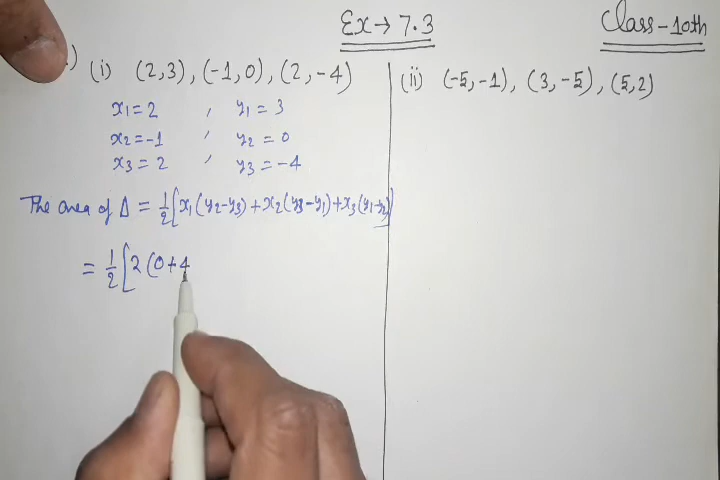 Ex → 7.3
Class-10th
(i) (2,3), (-1,0), (2,-4)
x1 = 2 , y1 = 3
x2 = -1 , y2 = 0
x3 = 2 , y3 = -4
The area of Δ = 1/2 [x1(y2-y3) + x2(y3-y1) + x3(y1-y2)]
= 1/2 [2(0+4
(ii) (-5,-1), (3,-5), (5,2)